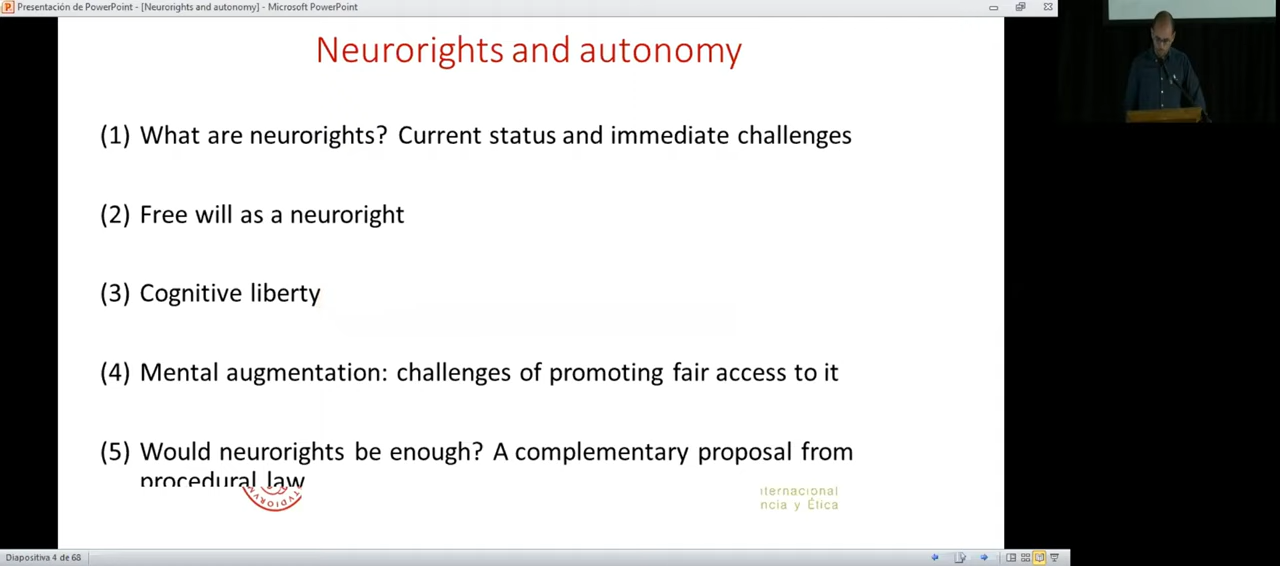 Presentación de PowerPoint - [Neurorights and autonomy] - Microsoft PowerPoint
Neurorights and autonomy
(1) What are neurorights? Current status and immediate challenges
(2) Free will as a neuroright
(3) Cognitive liberty
(4) Mental augmentation: challenges of promoting fair access to it
(5) Would neurorights be enough? A complementary proposal from
procedural law
TVDIORVM
ternacional
ncia y Ética
Diapositiva 4 de 68